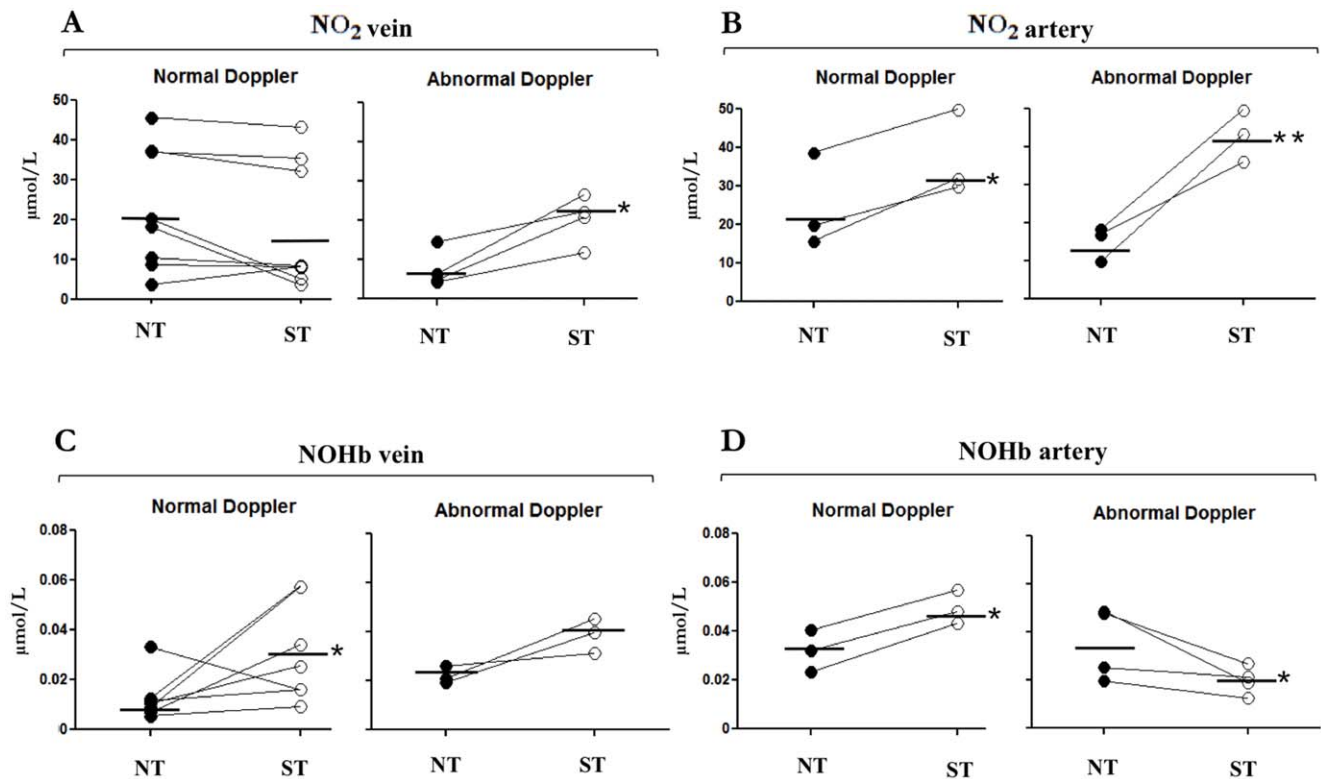 A
NO2 vein
Normal Doppler
Abnormal Doppler
µmol/L
50
40
30
20
10
0
*
NT
ST
NT
ST
B
NO2 artery
Normal Doppler
Abnormal Doppler
µmol/L
50
40
30
20
10
0
*
**
NT
ST
NT
ST
C
NOHb vein
Normal Doppler
Abnormal Doppler
µmol/L
0.08
0.06
0.04
0.02
0
*
NT
ST
NT
ST
D
NOHb artery
Normal Doppler
Abnormal Doppler
µmol/L
0.08
0.06
0.04
0.02
0
*
*
NT
ST
NT
ST